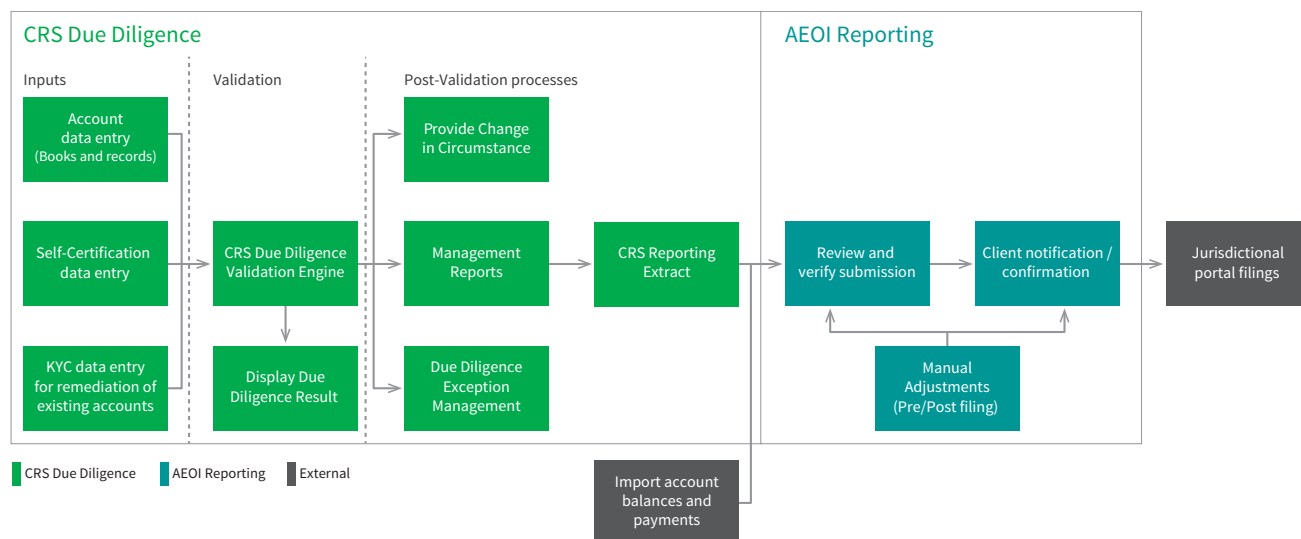 CRS Due Diligence
AEOI Reporting
Inputs
Validation
Post-Validation processes
Account
data entry
(Books and records)
Provide Change
in Circumstance
Self-Certification
data entry
CRS Due Diligence
Validation Engine
Management
Reports
CRS Reporting
Extract
Review and
verify submission
Client notification /
confirmation
Jurisdictional
portal filings
KYC data entry
for remediation of
existing accounts
Display Due
Diligence Result
Due Diligence
Exception
Management
Manual
Adjustments
(Pre/Post filing)
CRS Due Diligence
AEOI Reporting
External
Import account
balances and
payments